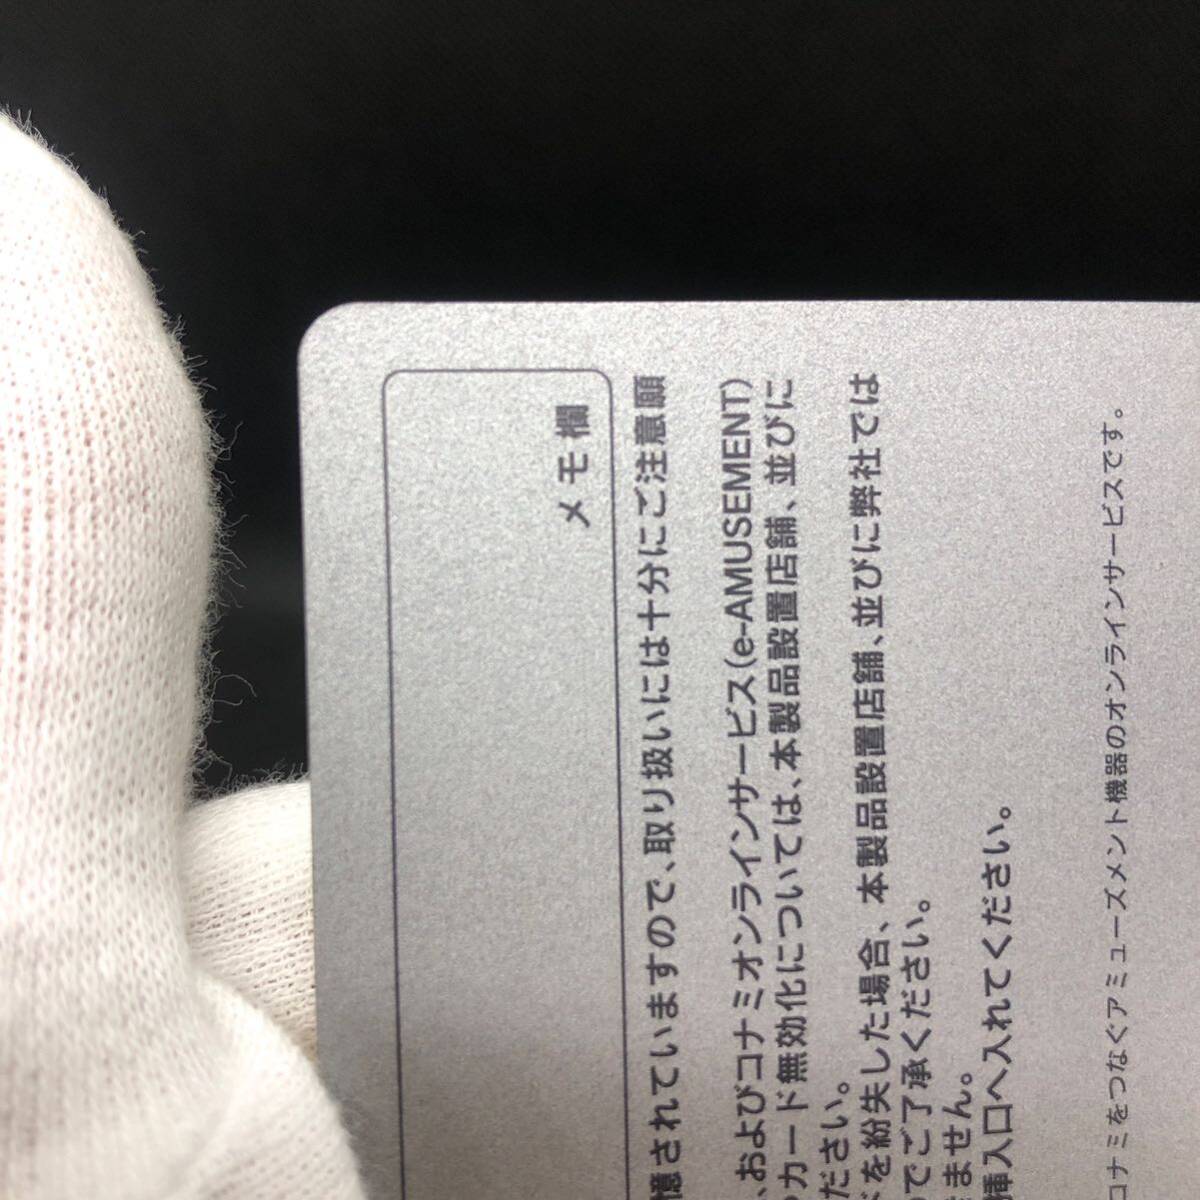 メモ欄
憶されていますので、取り扱いには十分にご注意願
、およびコナミオンラインサービス（e-AMUSEMENT）
カード無効化については、本製品設置店舗、並びに
ださい。
を紛失した場合、本製品設置店舗、並びに弊社では
でご了承ください。
ません。
挿入口へ入れてください。
コナミをつなぐアミューズメント機器のオンラインサービスです。